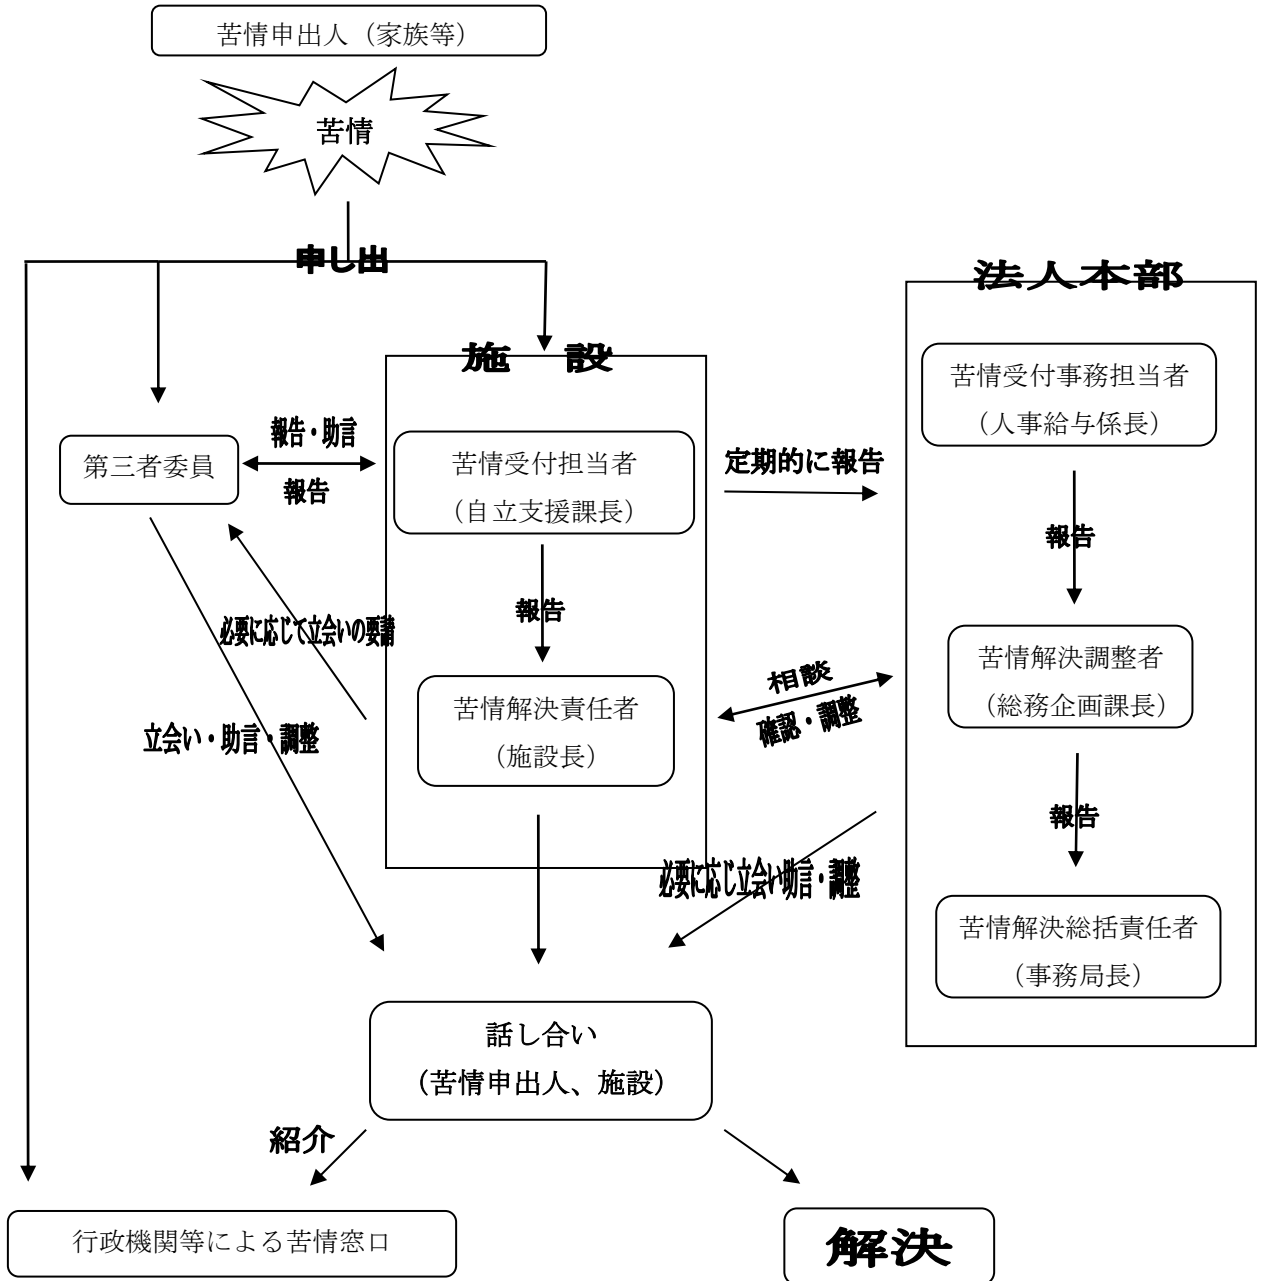 苦情申出人（家族等）
苦情
申し出
法人本部
施　設
苦情受付事務担当者
（人事給与係長）
報告・助言
第三者委員
苦情受付担当者
（自立支援課長）
定期的に報告
報告
報告
報告
必要に応じて立会いの要請
苦情解決調整者
（総務企画課長）
相談
確認・調整
苦情解決責任者
（施設長）
立会い・助言・調整
報告
必要に応じ立会い助言・調整
苦情解決総括責任者
（事務局長）
話し合い
（苦情申出人、施設）
紹介
行政機関等による苦情窓口
解決